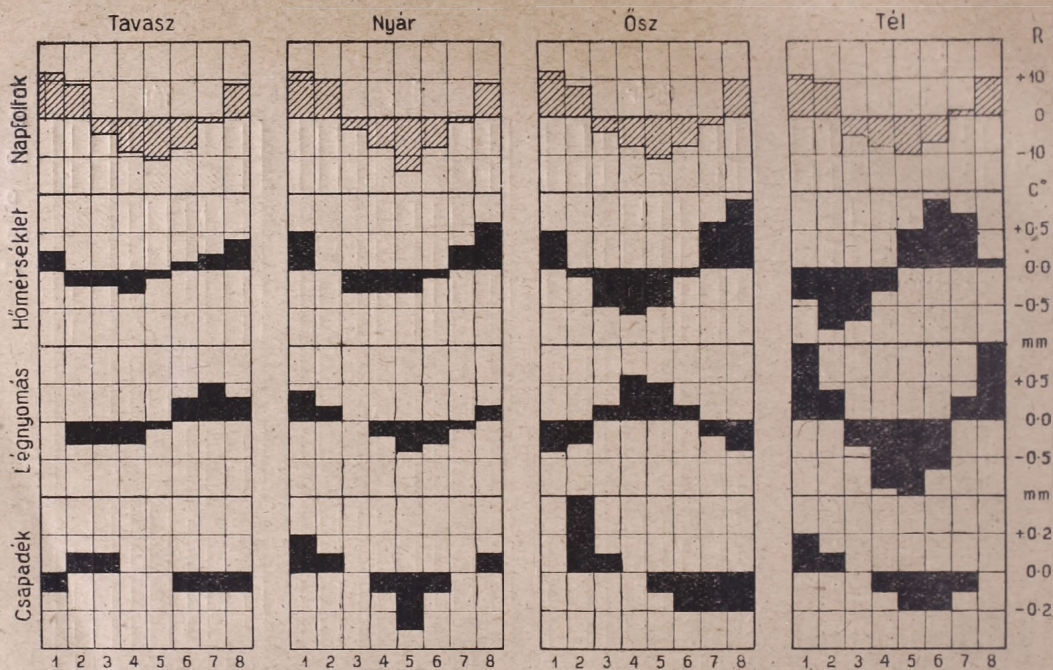 Tavasz Nyár Ősz Tél
R
Napfoltok
+10
0
-10
C°
Hőmérséklet
+0·5
0·0
-0·5
mm
Légnyomás
+0·5
0·0
-0·5
mm
Csapadék
+0·2
0·0
-0·2
1 2 3 4 5 6 7 8 1 2 3 4 5 6 7 8 1 2 3 4 5 6 7 8 1 2 3 4 5 6 7 8